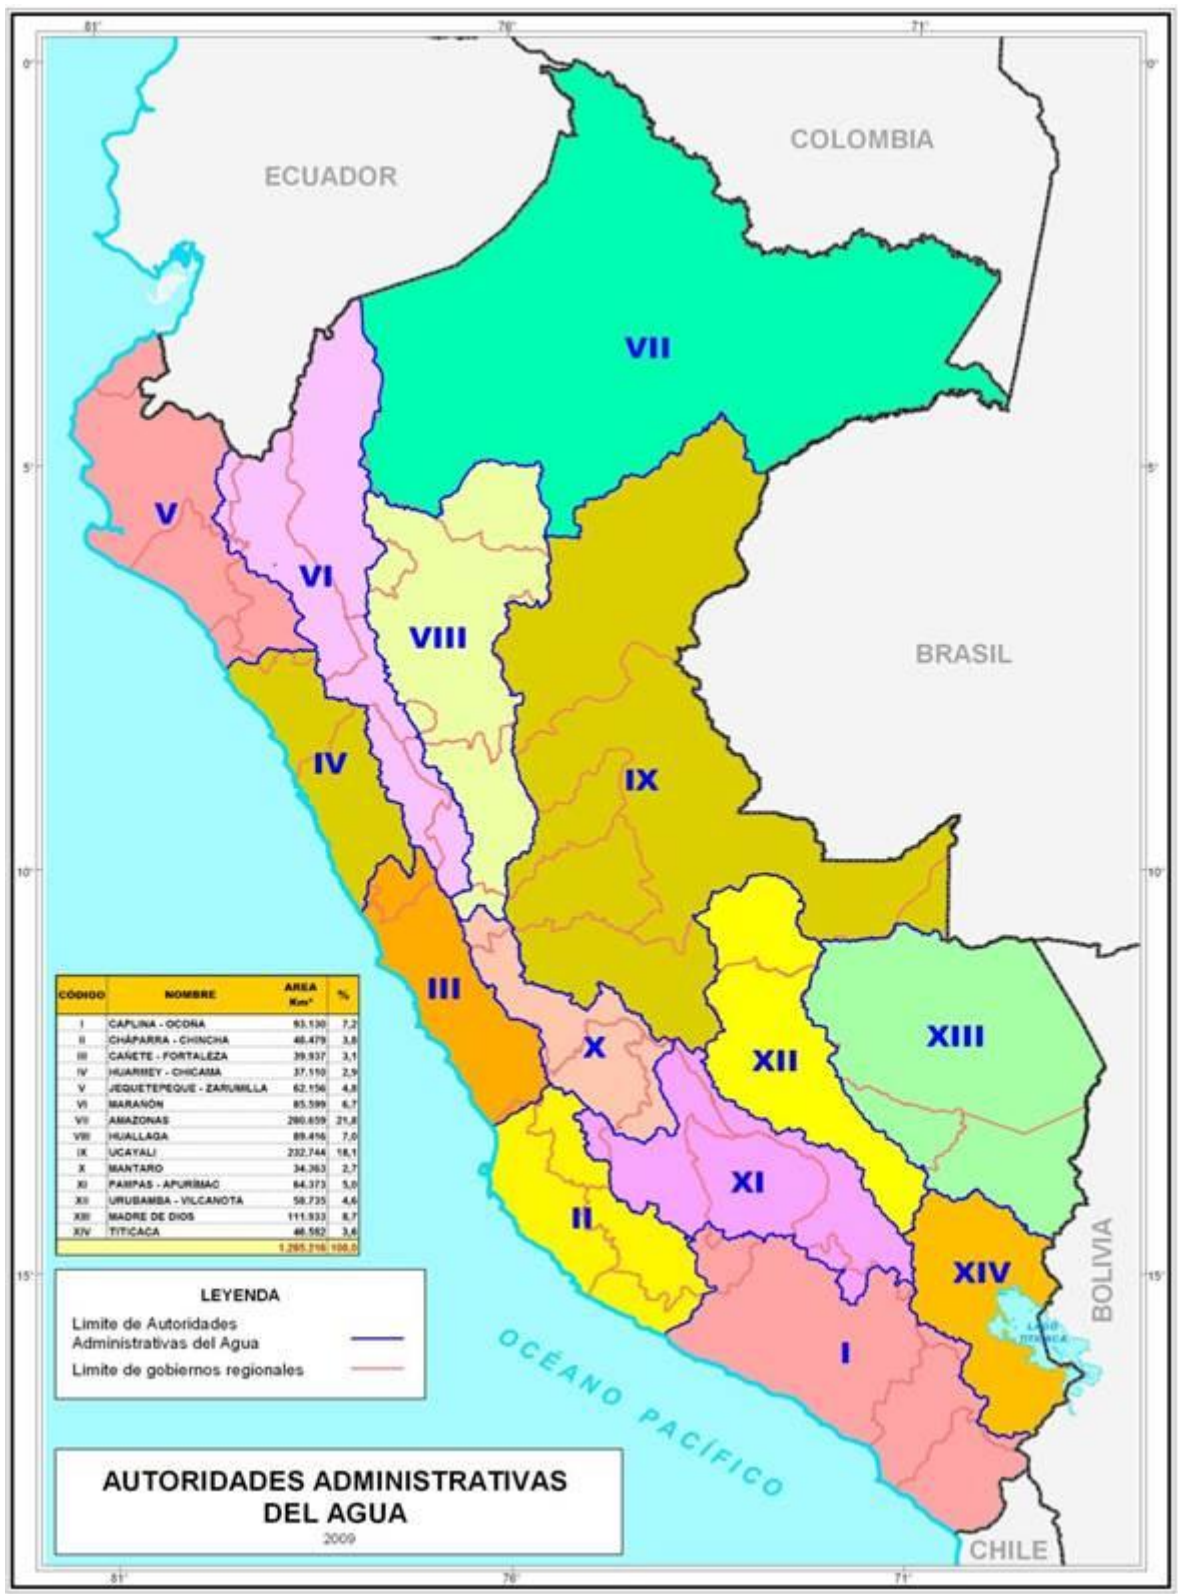 81° 76° 71°
0° 0°
COLOMBIA
ECUADOR
VII
5° 5°
V
VI
VIII
BRASIL
IV
IX
10° 10°
III
XIII
X
XII
XI
II
XIV
BOLIVIA
15° 15°
LAGO
TITICACA
I
OCÉANO PACÍFICO
CHILE
CÓDIGO NOMBRE AREA Km² %
I CAPLINA - OCOÑA 93.130 7,2
II CHÁPARRA - CHINCHA 48.479 3,8
III CAÑETE - FORTALEZA 39.937 3,1
IV HUARMEY - CHICAMA 37.110 2,9
V JEQUETEPEQUE - ZARUMILLA 62.156 4,8
VI MARAÑÓN 85.599 6,7
VII AMAZONAS 280.659 21,8
VIII HUALLAGA 89.416 7,0
IX UCAYALI 232.744 18,1
X MANTARO 34.363 2,7
XI PAMPAS - APURÍMAC 64.373 5,0
XII URUBAMBA - VILCANOTA 58.735 4,6
XIII MADRE DE DIOS 111.933 8,7
XIV TITICACA 46.582 3,6
1.285.216 100,0
LEYENDA
Limite de Autoridades
Administrativas del Agua
Limite de gobiernos regionales
AUTORIDADES ADMINISTRATIVAS
DEL AGUA
2009
81° 76° 71°